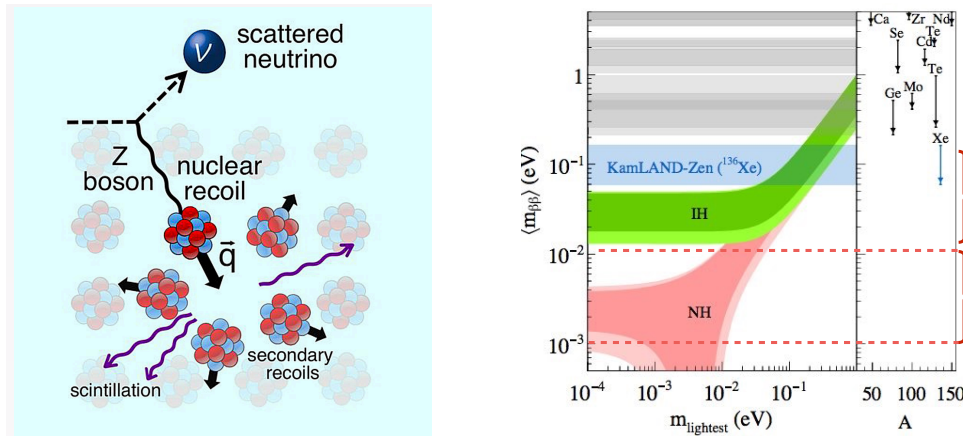 scattered
neutrino
ν
Z
boson
nuclear
recoil
q⃗
secondary
recoils
scintillation
⟨mββ⟩ (eV)
1
10⁻¹
10⁻²
10⁻³
KamLAND-Zen (¹³⁶Xe)
IH
NH
10⁻⁴ 10⁻³ 10⁻² 10⁻¹
m_lightest (eV)
Ca Zr Nd
Se Te
Cd
Te
Ge Mo
Xe
50 100 150
A